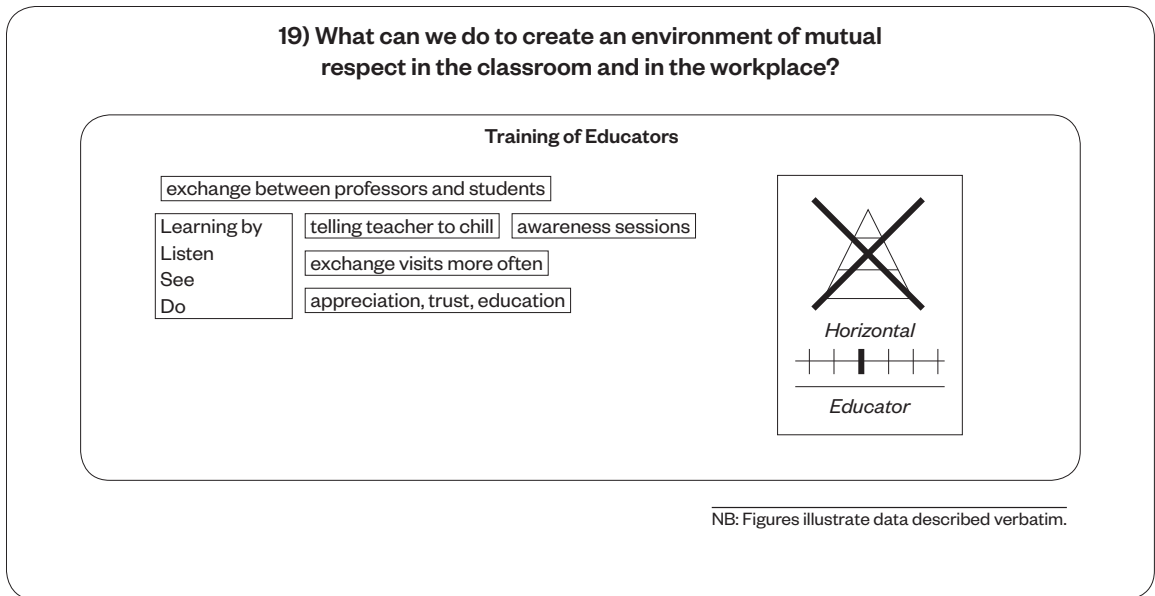 19) What can we do to create an environment of mutual
respect in the classroom and in the workplace?
Training of Educators
exchange between professors and students
Learning by
Listen
See
Do
telling teacher to chill
awareness sessions
exchange visits more often
appreciation, trust, education
Horizontal
Educator
NB: Figures illustrate data described verbatim.